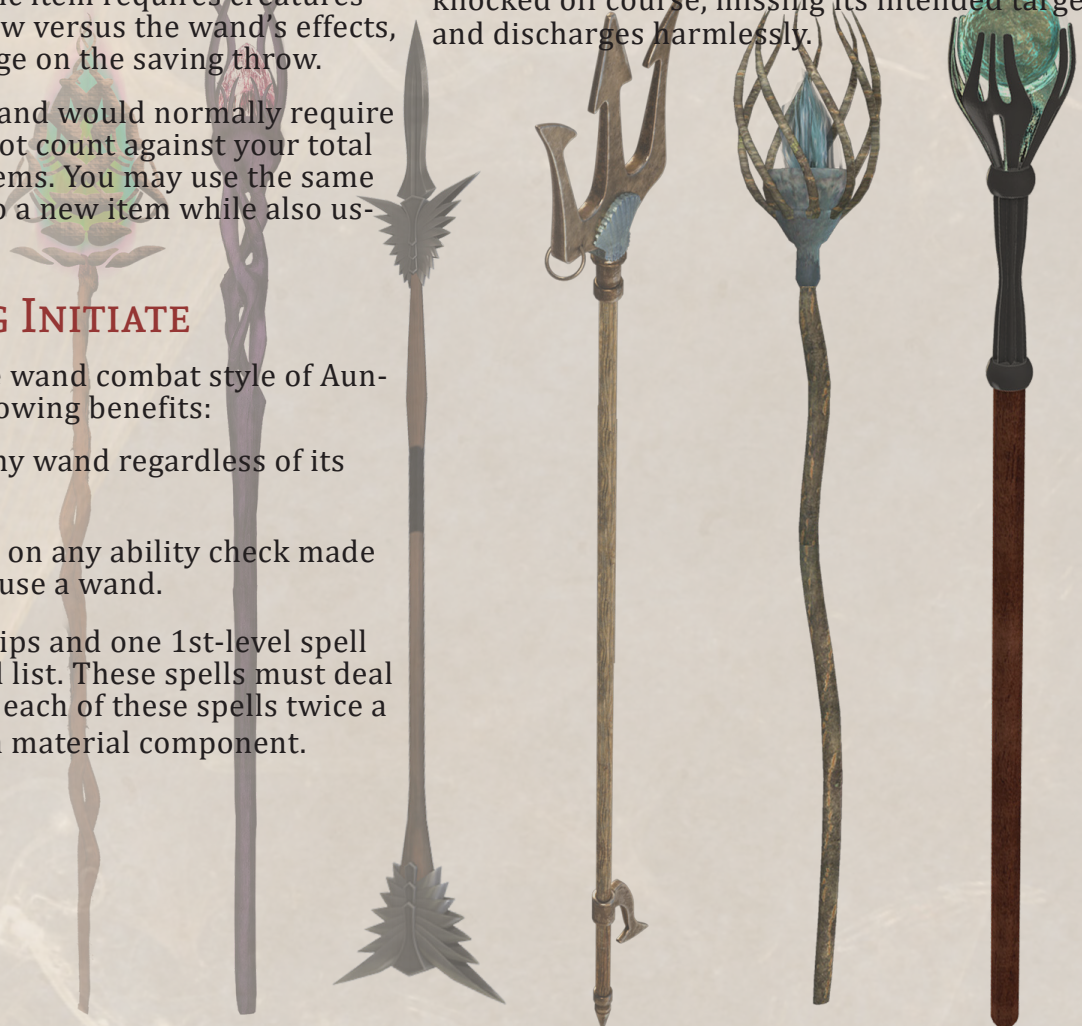 ne item requires creatures
w versus the wand's effects,
ge on the saving throw.
and would normally require
ot count against your total
ems. You may use the same
o a new item while also us-
G INITIATE
e wand combat style of Aun-
owing benefits:
ny wand regardless of its
on any ability check made
use a wand.
ips and one 1st-level spell
l list. These spells must deal
each of these spells twice a
material component.
knocked off course, missing its intended targe
and discharges harmlessly.